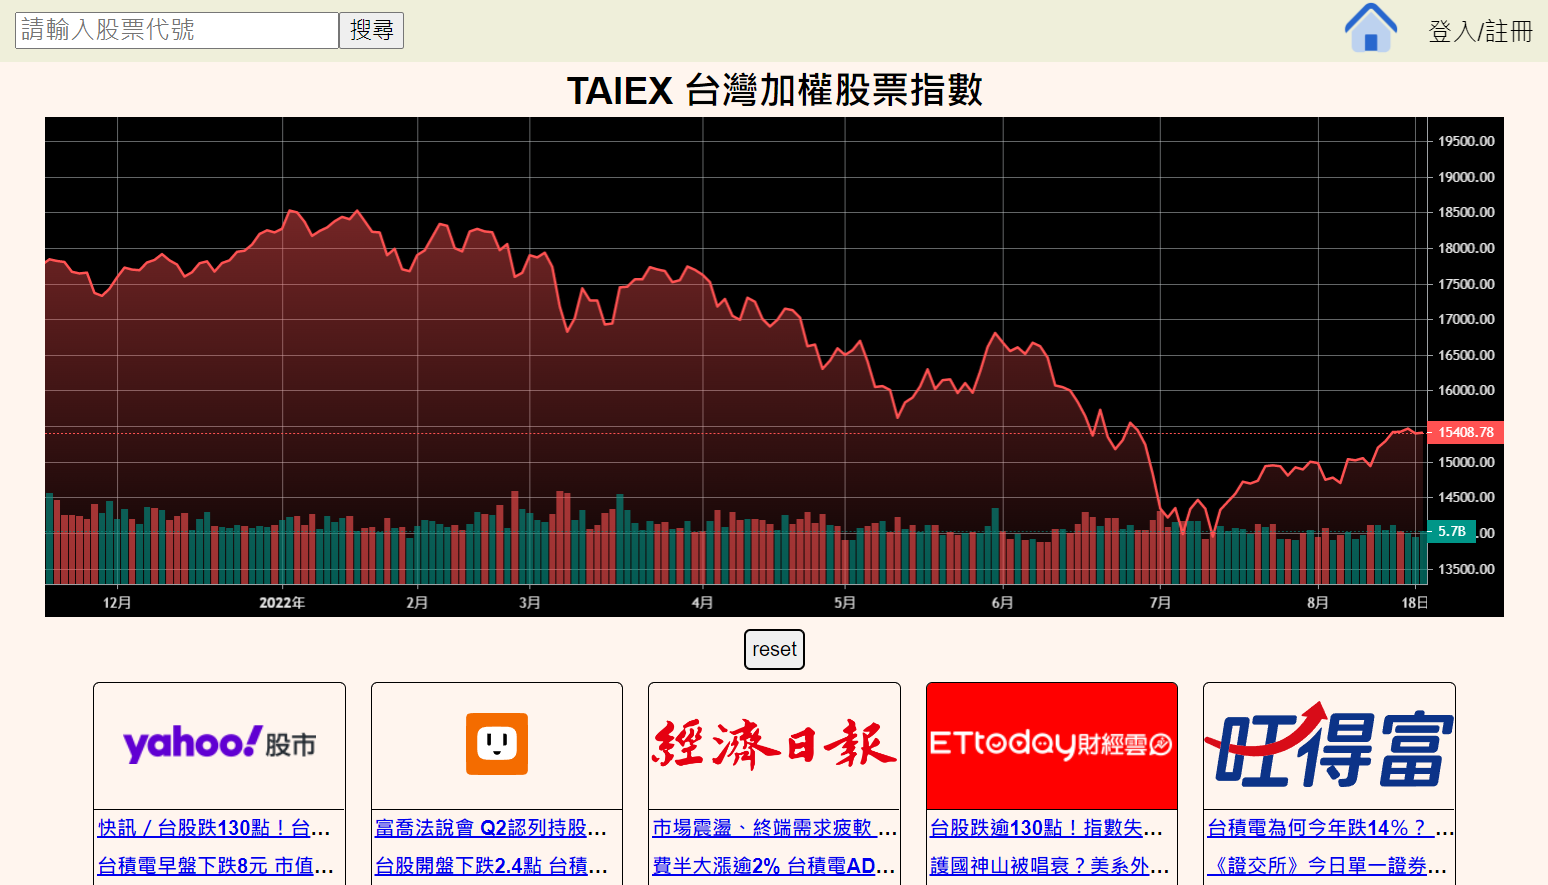 請輸入股票代號 搜尋 登入/註冊
TAIEX 台灣加權股票指數
19500.00
19000.00
18500.00
18000.00
17500.00
17000.00
16500.00
16000.00
15408.78
15000.00
14500.00
5.7B .00
13500.00
12月 2022年 2月 3月 4月 5月 6月 7月 8月 18日
reset
yahoo!股市 經濟日報 ETtoday財經雲 旺得富
快訊／台股跌130點！台... 富喬法說會 Q2認列持股... 市場震盪、終端需求疲軟 ... 台股跌逾130點！指數失... 台積電為何今年跌14%？ ...
台積電早盤下跌8元 市值... 台股開盤下跌2.4點 台積... 費半大漲逾2% 台積電AD... 護國神山被唱衰？美系外... 《證交所》今日單一證券...